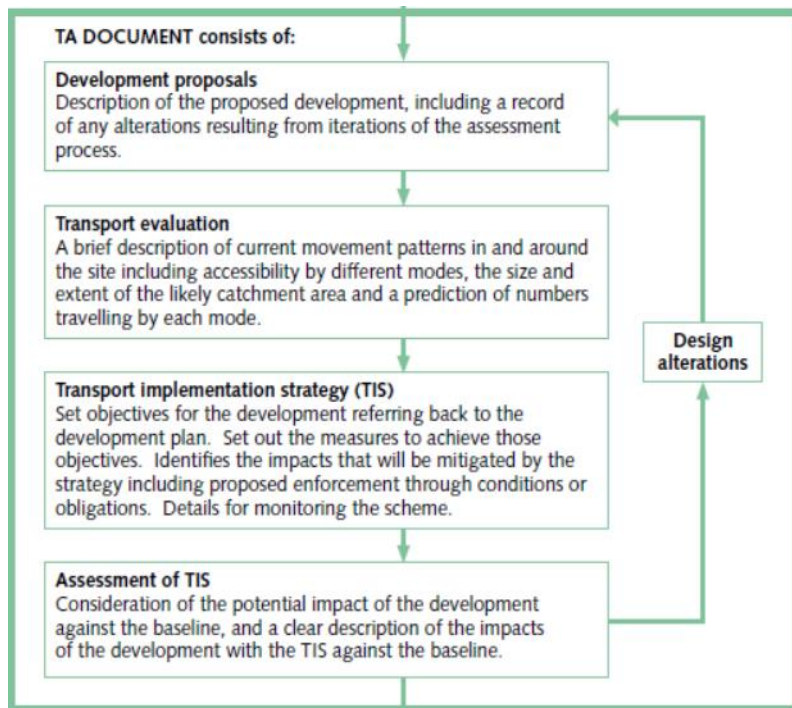 TA DOCUMENT consists of:
Development proposals
Description of the proposed development, including a record
of any alterations resulting from iterations of the assessment
process.
Transport evaluation
A brief description of current movement patterns in and around
the site including accessibility by different modes, the size and
extent of the likely catchment area and a prediction of numbers
travelling by each mode.
Design
alterations
Transport implementation strategy (TIS)
Set objectives for the development referring back to the
development plan.  Set out the measures to achieve those
objectives.  Identifies the impacts that will be mitigated by the
strategy including proposed enforcement through conditions or
obligations.  Details for monitoring the scheme.
Assessment of TIS
Consideration of the potential impact of the development
against the baseline, and a clear description of the impacts
of the development with the TIS against the baseline.